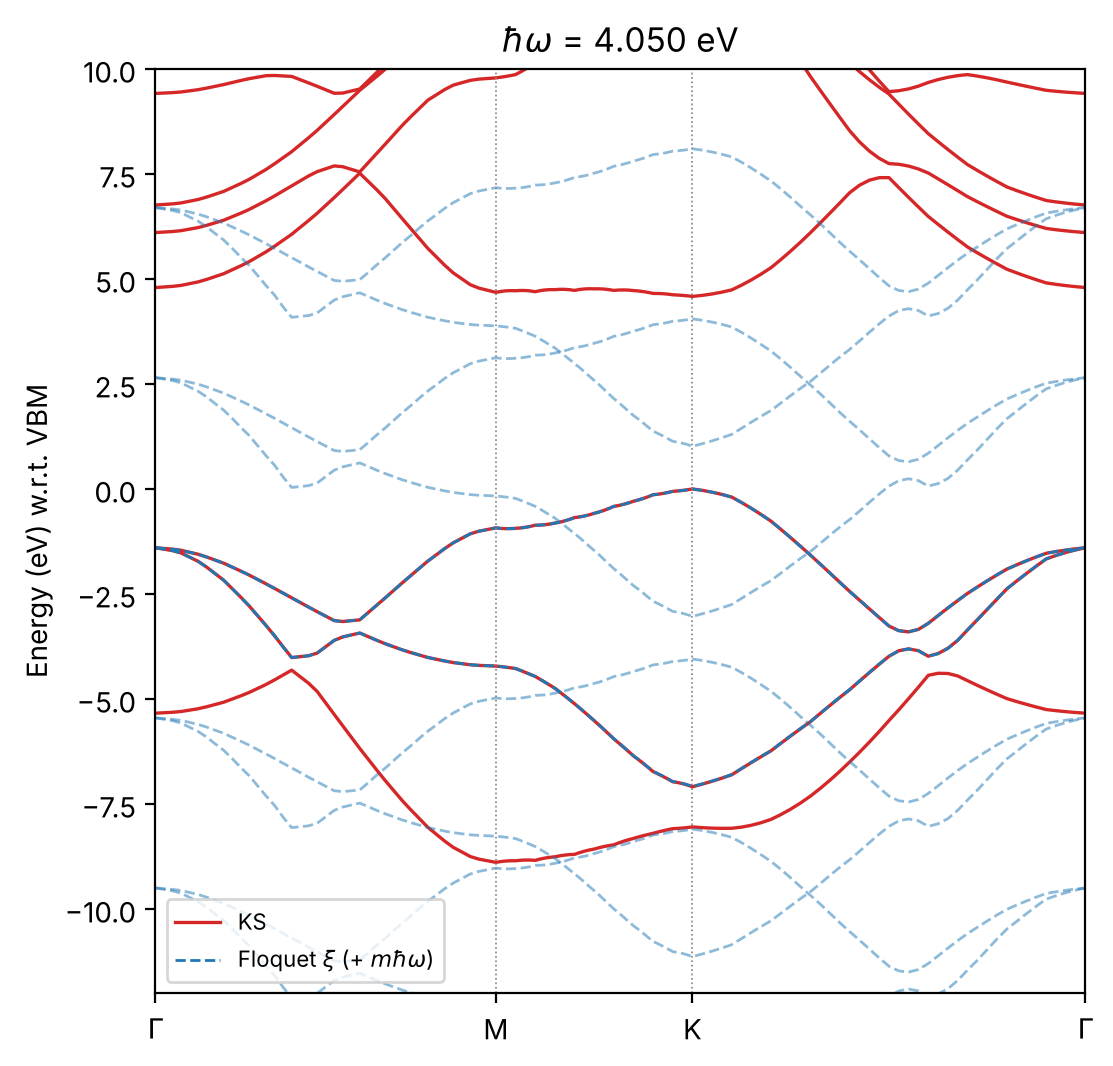 ℏω = 4.050 eV
Energy (eV) w.r.t. VBM
10.0
7.5
5.0
2.5
0.0
−2.5
−5.0
−7.5
−10.0
KS
Floquet ξ (+ mℏω)
Γ M K Γ